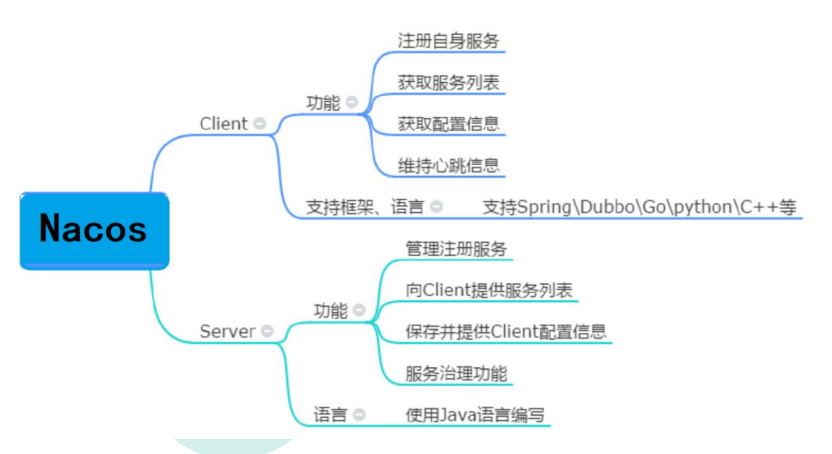 Nacos
Client
功能
注册自身服务
获取服务列表
获取配置信息
维持心跳信息
支持框架、语言
支持Spring\Dubbo\Go\python\C++等
Server
功能
管理注册服务
向Client提供服务列表
保存并提供Client配置信息
服务治理功能
语言
使用Java语言编写